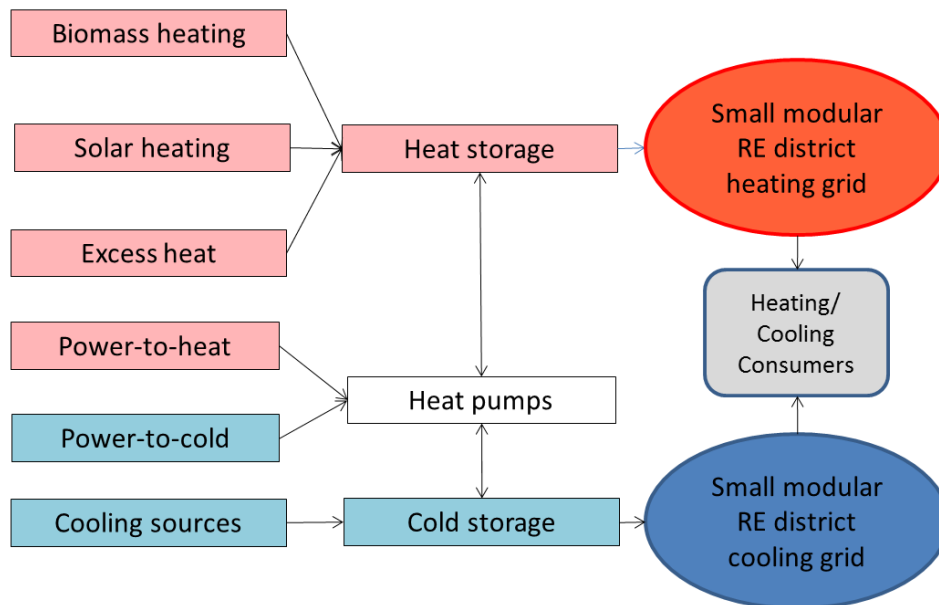 Biomass heating
Solar heating
Excess heat
Power-to-heat
Power-to-cold
Cooling sources
Heat storage
Heat pumps
Cold storage
Small modular
RE district
heating grid
Heating/
Cooling
Consumers
Small modular
RE district
cooling grid